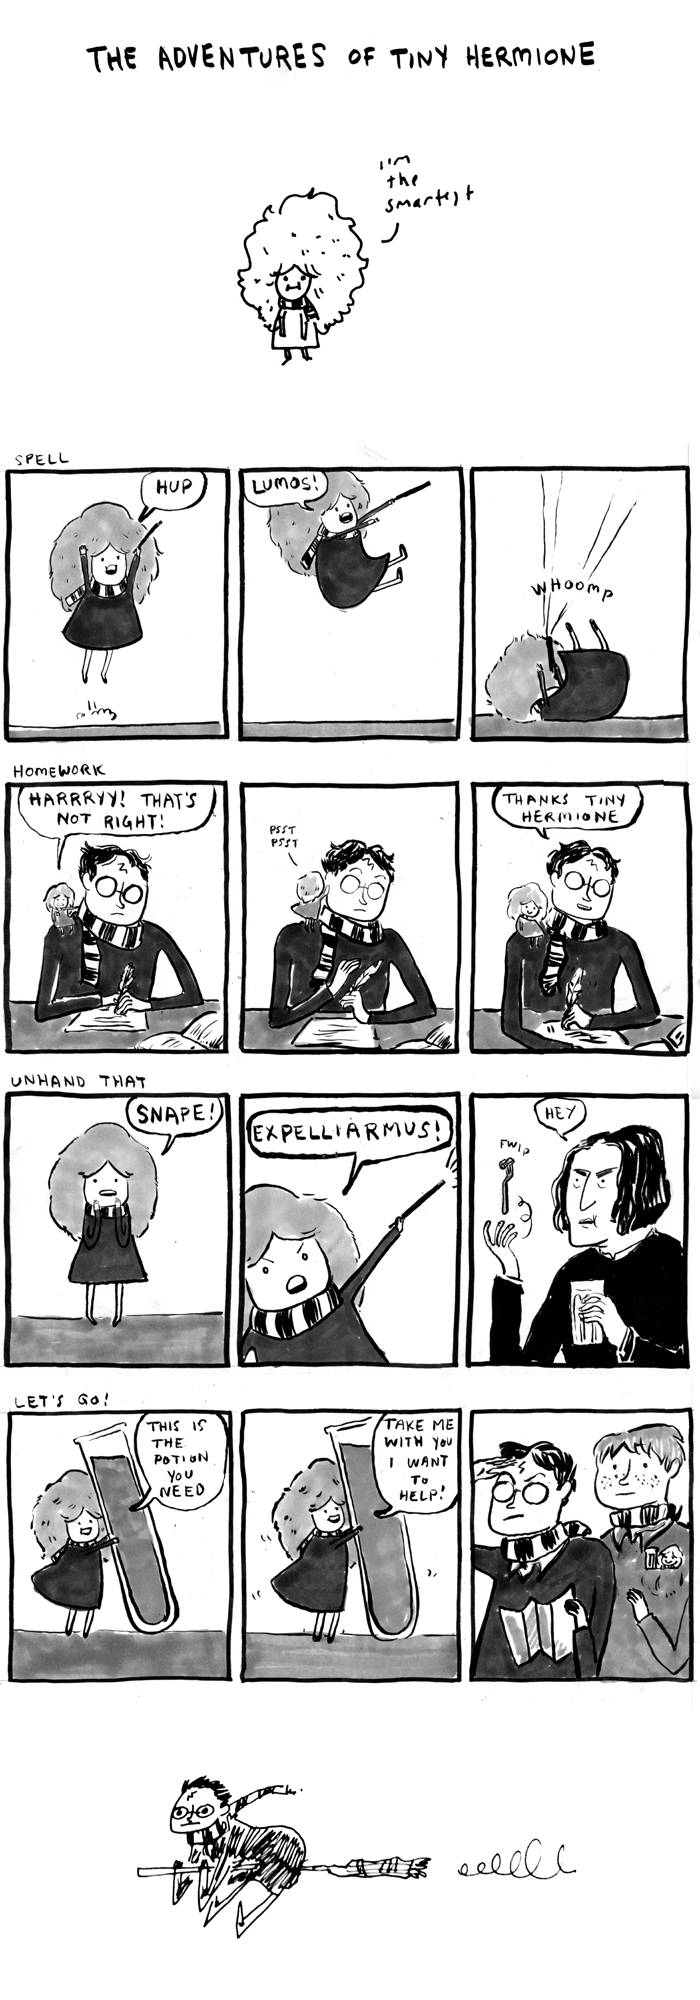 THE ADVENTURES OF TINY HERMIONE
I'M
the
smartest
SPELL
HUP
LUMOS!
WHOOMP
HOMEWORK
HARRRYY! THAT'S
NOT RIGHT!
PSST
PSST
THANKS TINY
HERMIONE
UNHAND THAT
SNAPE!
EXPELLIARMUS!
HEY
FWIP
LET'S GO!
THIS IS
THE
POTION
YOU
NEED
TAKE ME
WITH YOU
I WANT
TO
HELP!